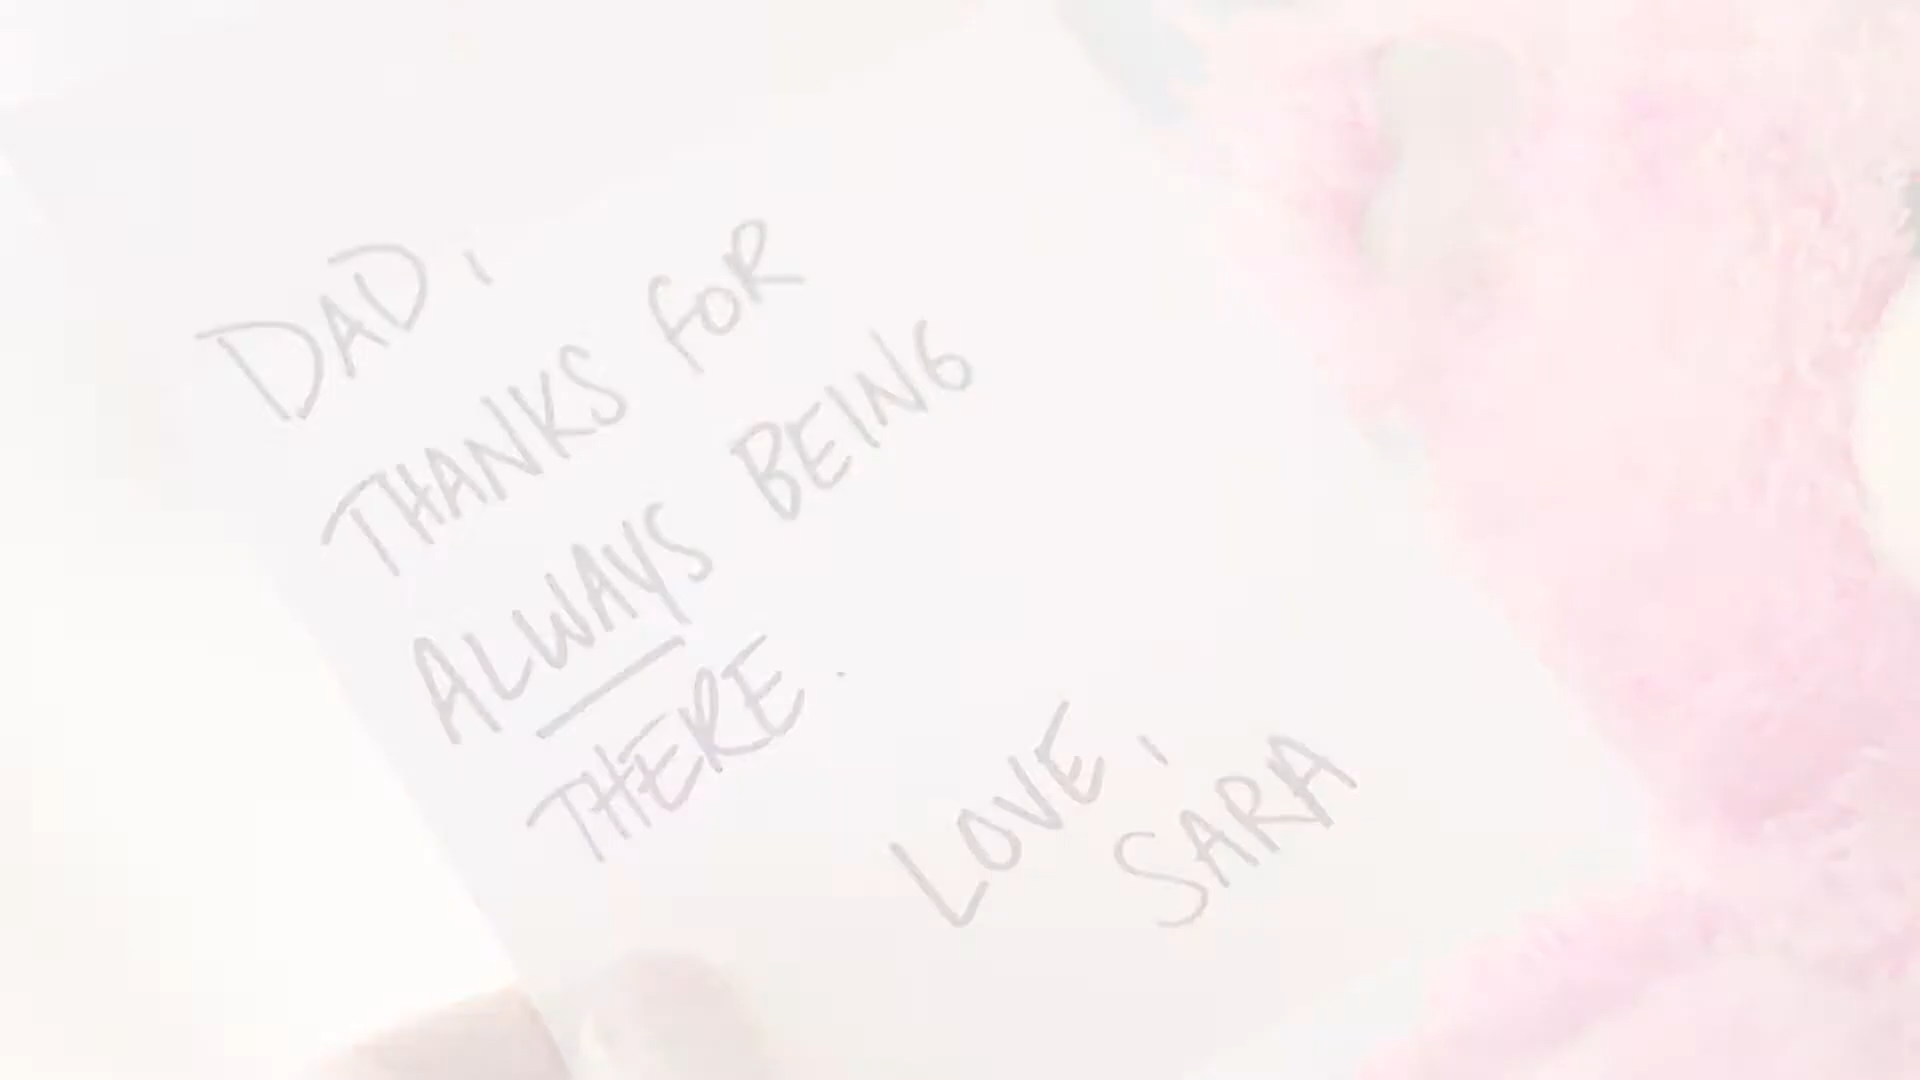 DAD,
THANKS FOR
ALWAYS BEING
THERE.
LOVE,
SARA